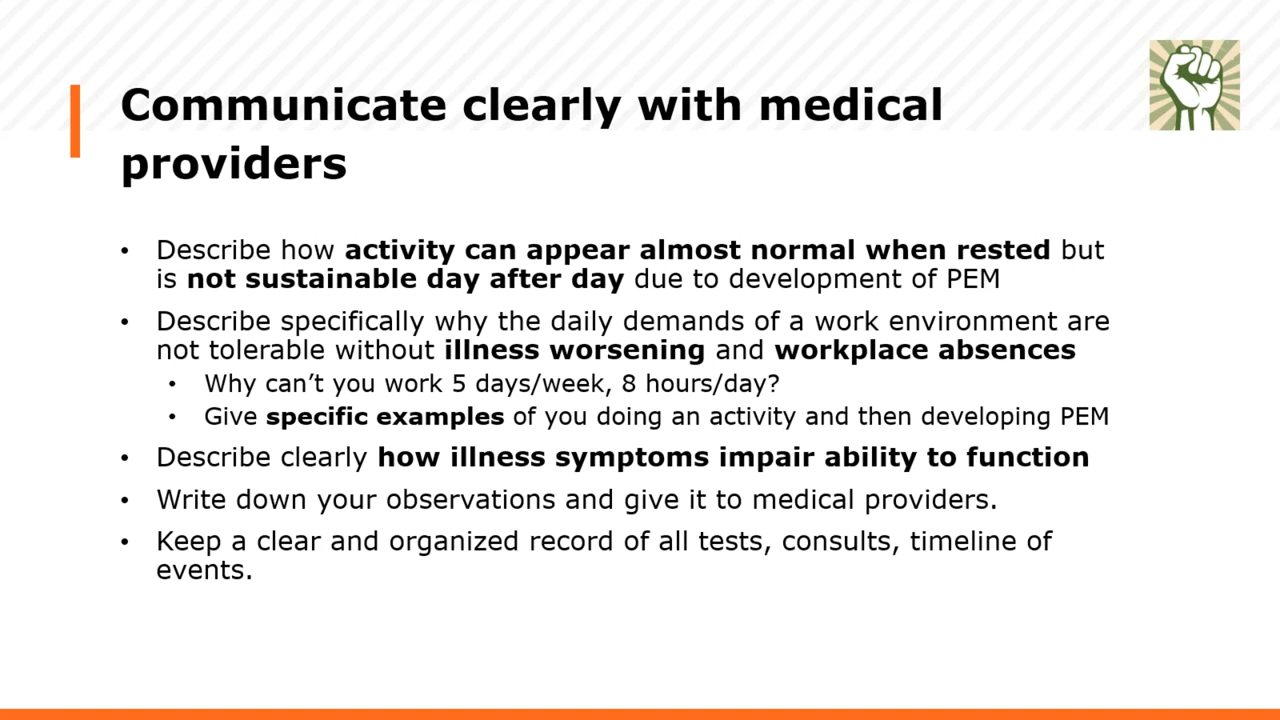 Communicate clearly with medical
providers
• Describe how activity can appear almost normal when rested but
is not sustainable day after day due to development of PEM
• Describe specifically why the daily demands of a work environment are
not tolerable without illness worsening and workplace absences
• Why can’t you work 5 days/week, 8 hours/day?
• Give specific examples of you doing an activity and then developing PEM
• Describe clearly how illness symptoms impair ability to function
• Write down your observations and give it to medical providers.
• Keep a clear and organized record of all tests, consults, timeline of
events.